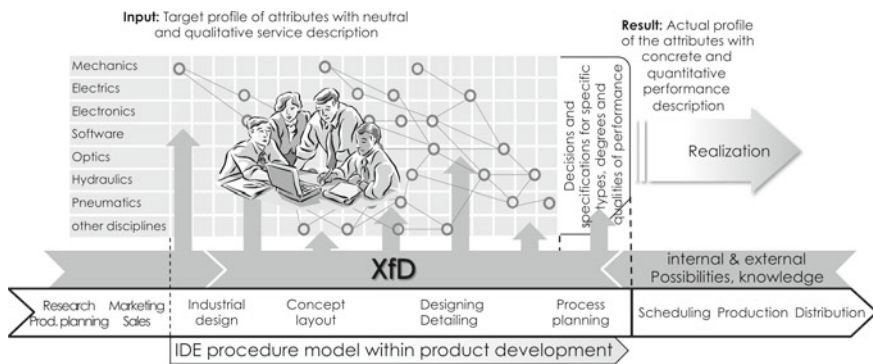 Input: Target profile of attributes with neutral
and qualitative service description
Result: Actual profile
of the attributes with
concrete and
quantitative
performance
description
Mechanics
Electrics
Electronics
Software
Optics
Hydraulics
Pneumatics
other disciplines
Decisions and
specifications for specific
types, degrees and
qualities of performance
Realization
XfD
internal & external
Possibilities, knowledge
Research
Prod. planning
Marketing
Sales
Industrial
design
Concept
layout
Designing
Detailing
Process
planning
Scheduling Production Distribution
IDE procedure model within product development